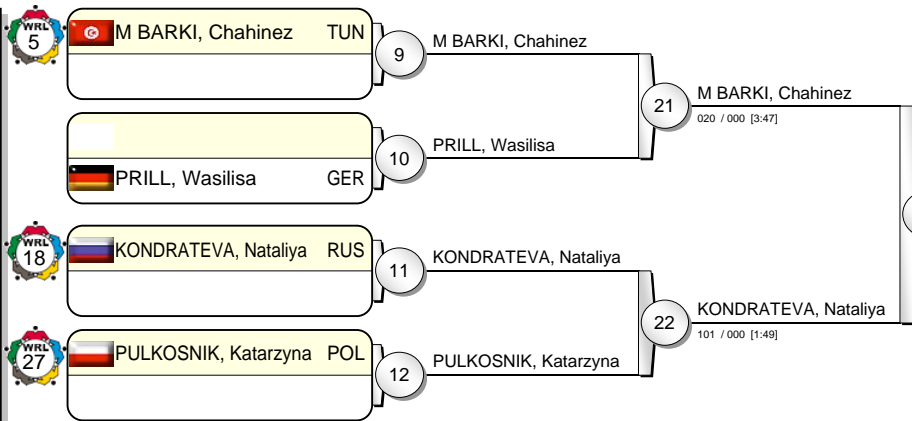 WRL
5
M BARKI, Chahinez TUN
9
M BARKI, Chahinez
21
M BARKI, Chahinez
020 / 000 [3:47]
10
PRILL, Wasilisa
PRILL, Wasilisa GER
WRL
18
KONDRATEVA, Nataliya RUS
11
KONDRATEVA, Nataliya
22
KONDRATEVA, Nataliya
101 / 000 [1:49]
WRL
27
PULKOSNIK, Katarzyna POL
12
PULKOSNIK, Katarzyna